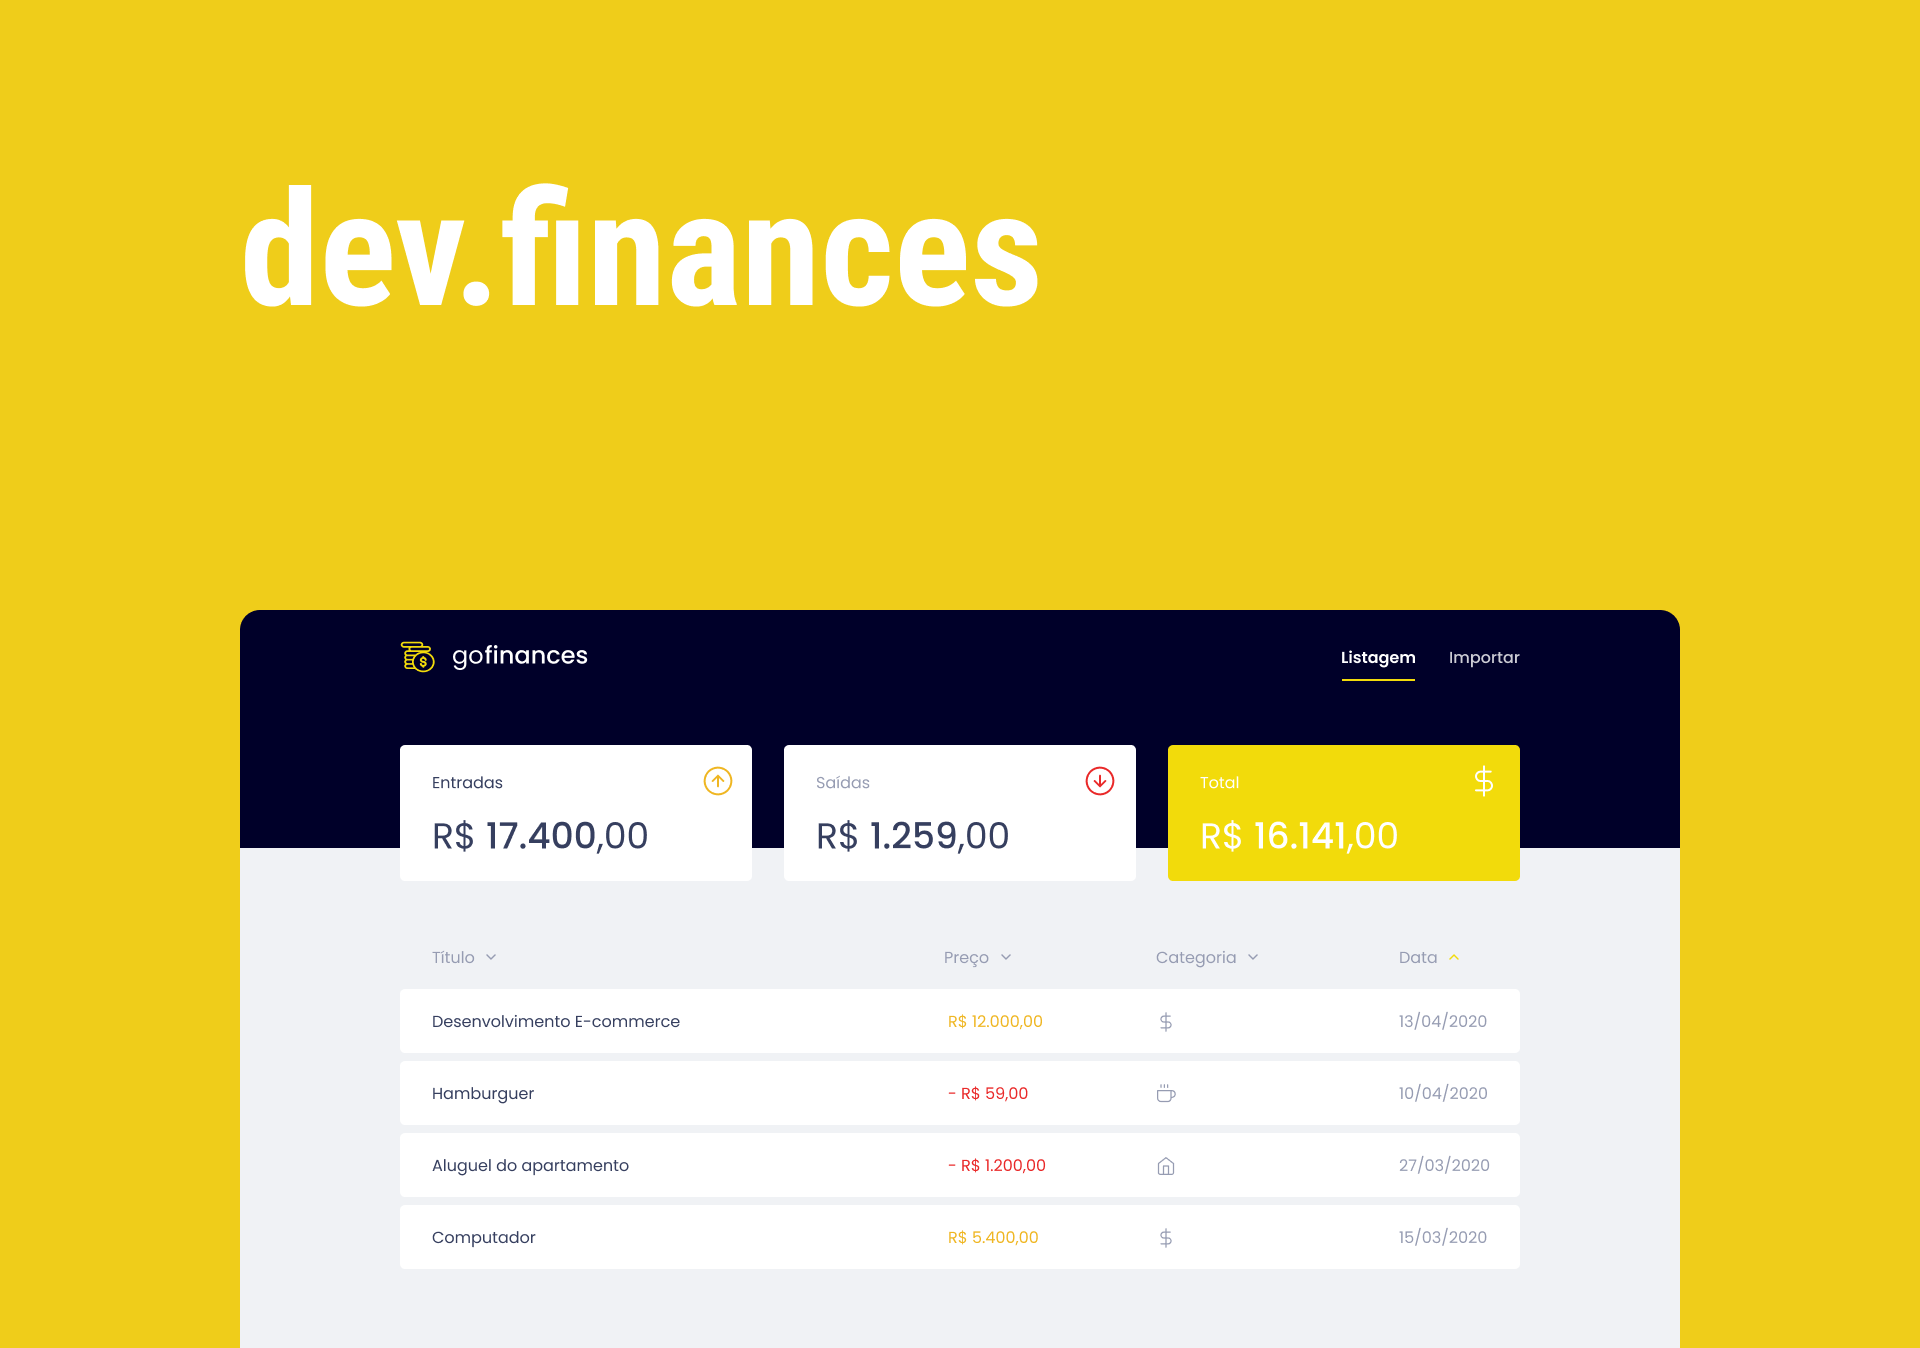 dev.finances
gofinances
Listagem Importar
Entradas
R$ 17.400,00
Saídas
R$ 1.259,00
Total
R$ 16.141,00
Título Preço Categoria Data
Desenvolvimento E-commerce R$ 12.000,00 13/04/2020
Hamburguer - R$ 59,00 10/04/2020
Aluguel do apartamento - R$ 1.200,00 27/03/2020
Computador R$ 5.400,00 15/03/2020